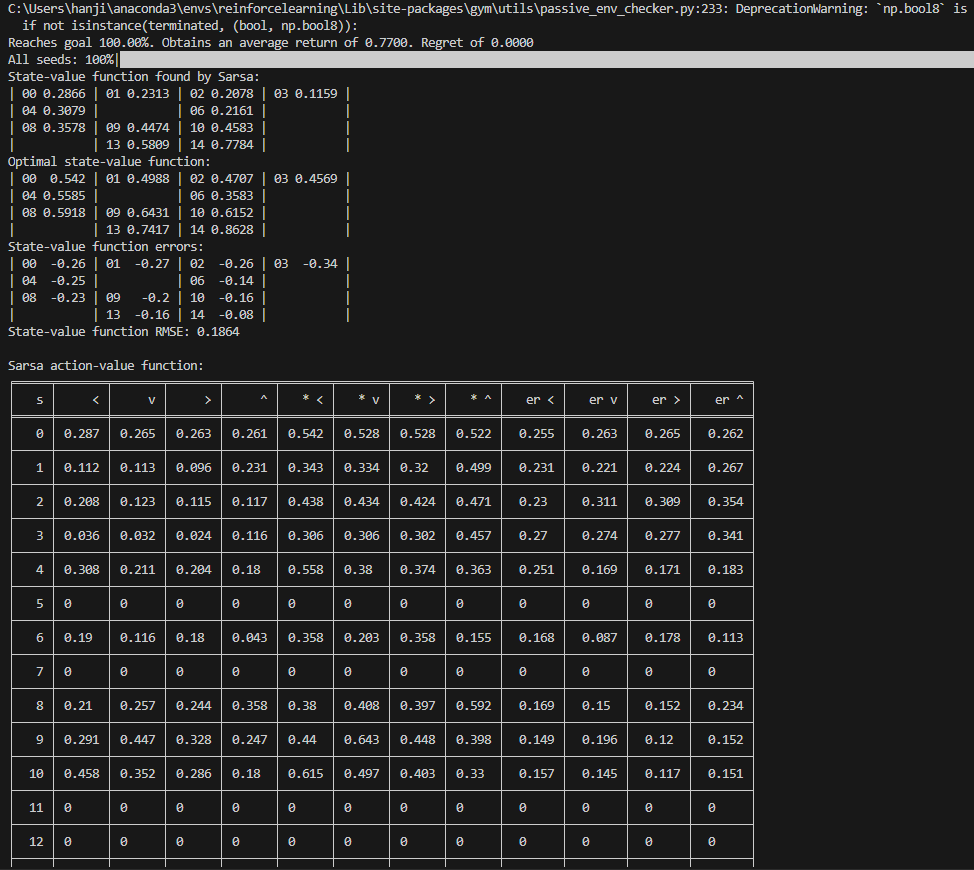 C:\Users\hanji\anaconda3\envs\reinforcelearning\Lib\site-packages\gym\utils\passive_env_checker.py:233: DeprecationWarning: `np.bool8` is
  if not isinstance(terminated, (bool, np.bool8)):
Reaches goal 100.00%. Obtains an average return of 0.7700. Regret of 0.0000
All seeds: 100%|
State-value function found by Sarsa:
| 00 0.2866 | 01 0.2313 | 02 0.2078 | 03 0.1159 |
| 04 0.3079 |           | 06 0.2161 |           |
| 08 0.3578 | 09 0.4474 | 10 0.4583 |           |
|           | 13 0.5809 | 14 0.7784 |           |
Optimal state-value function:
| 00  0.542 | 01 0.4988 | 02 0.4707 | 03 0.4569 |
| 04 0.5585 |           | 06 0.3583 |           |
| 08 0.5918 | 09 0.6431 | 10 0.6152 |           |
|           | 13 0.7417 | 14 0.8628 |           |
State-value function errors:
| 00  -0.26 | 01  -0.27 | 02  -0.26 | 03  -0.34 |
| 04  -0.25 |           | 06  -0.14 |           |
| 08  -0.23 | 09   -0.2 | 10  -0.16 |           |
|           | 13  -0.16 | 14  -0.08 |           |
State-value function RMSE: 0.1864
Sarsa action-value function:
s < v > ^ * < * v * > * ^ er < er v er > er ^
0 0.287 0.265 0.263 0.261 0.542 0.528 0.528 0.522 0.255 0.263 0.265 0.262
1 0.112 0.113 0.096 0.231 0.343 0.334 0.32 0.499 0.231 0.221 0.224 0.267
2 0.208 0.123 0.115 0.117 0.438 0.434 0.424 0.471 0.23 0.311 0.309 0.354
3 0.036 0.032 0.024 0.116 0.306 0.306 0.302 0.457 0.27 0.274 0.277 0.341
4 0.308 0.211 0.204 0.18 0.558 0.38 0.374 0.363 0.251 0.169 0.171 0.183
5 0 0 0 0 0 0 0 0 0 0 0 0
6 0.19 0.116 0.18 0.043 0.358 0.203 0.358 0.155 0.168 0.087 0.178 0.113
7 0 0 0 0 0 0 0 0 0 0 0 0
8 0.21 0.257 0.244 0.358 0.38 0.408 0.397 0.592 0.169 0.15 0.152 0.234
9 0.291 0.447 0.328 0.247 0.44 0.643 0.448 0.398 0.149 0.196 0.12 0.152
10 0.458 0.352 0.286 0.18 0.615 0.497 0.403 0.33 0.157 0.145 0.117 0.151
11 0 0 0 0 0 0 0 0 0 0 0 0
12 0 0 0 0 0 0 0 0 0 0 0 0